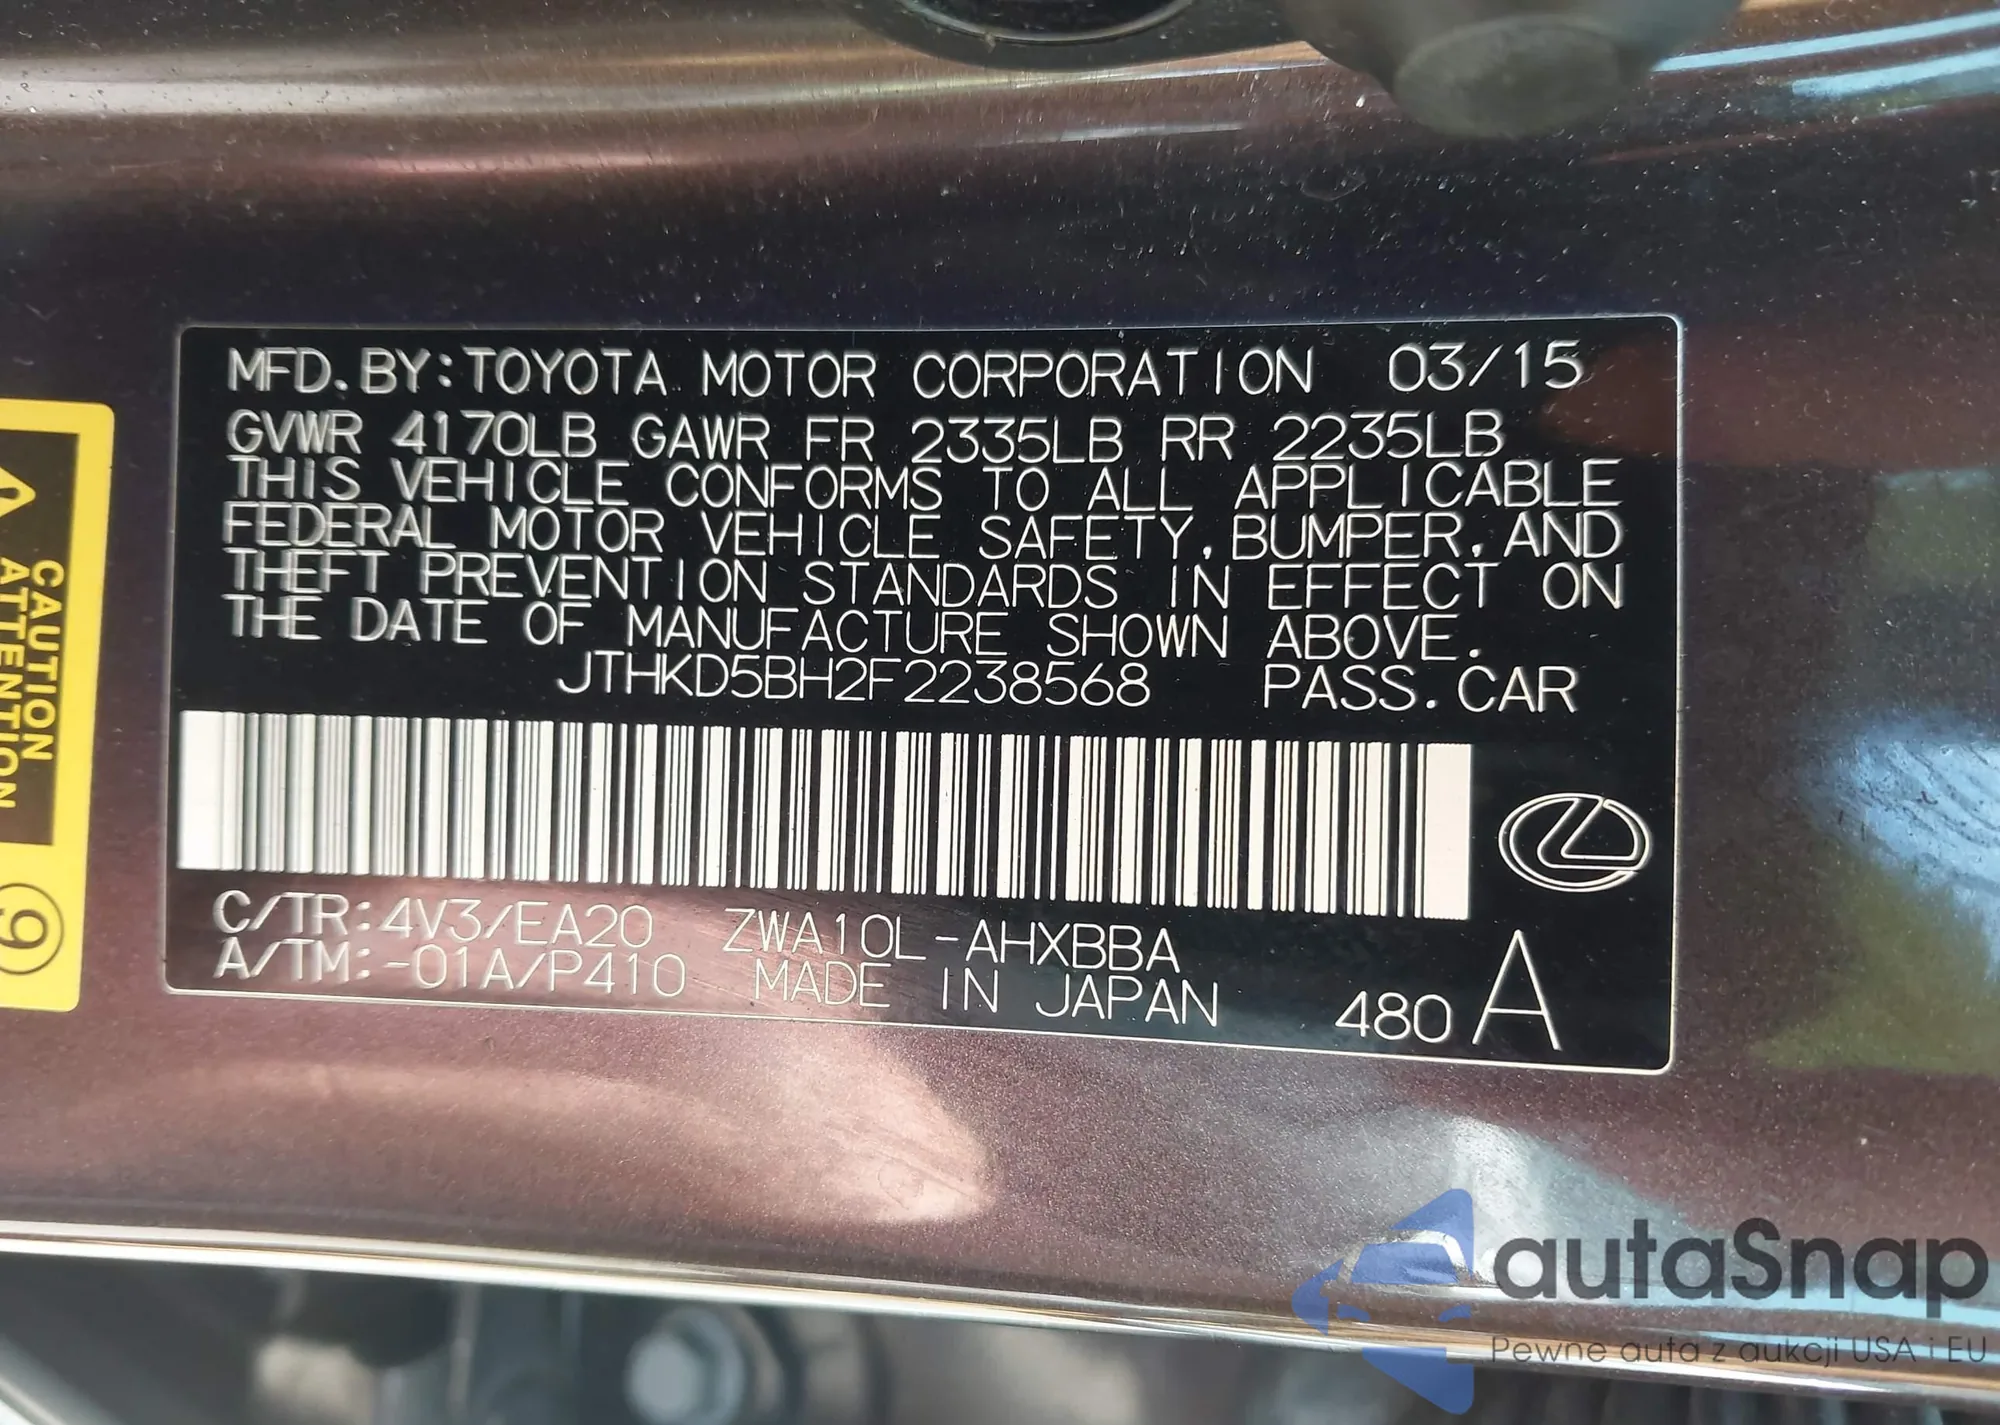 MFD. BY: TOYOTA MOTOR CORPORATION 03/15
GVWR 4170LB GAWR FR 2335LB RR 2235LB
THIS VEHICLE CONFORMS TO ALL APPLICABLE
FEDERAL MOTOR VEHICLE SAFETY, BUMPER, AND
THEFT PREVENTION STANDARDS IN EFFECT ON
THE DATE OF MANUFACTURE SHOWN ABOVE.
JTHKD5BH2F2238568 PASS. CAR
C/TR: 4V3/EA20 ZWA10L-AHXBBA
A/TM: -01A/P410 MADE IN JAPAN 480 A
CAUTION
ATTENTION
9
autaSnap
Pewne auta z aukcji USA i EU